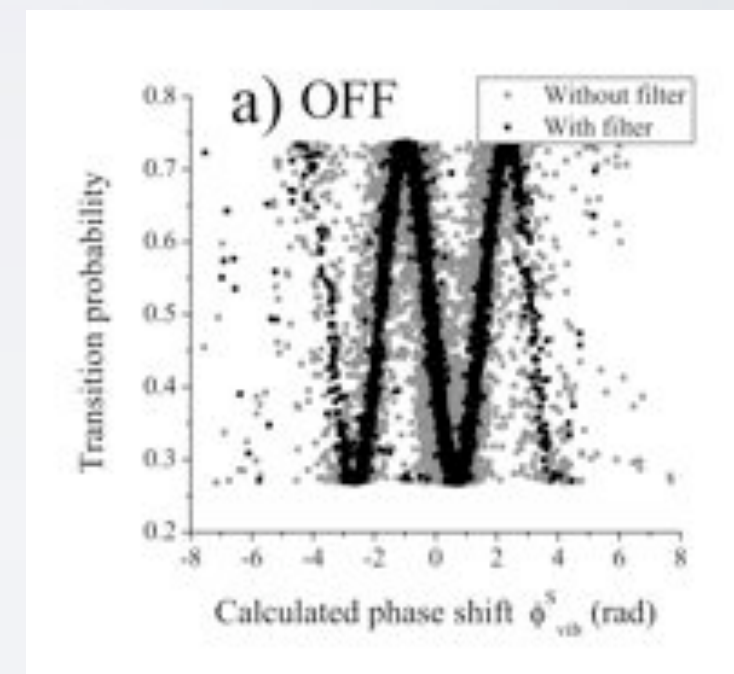 a) OFF
Without filter
With filter
0.8
0.7
0.6
0.5
0.4
0.3
0.2
Transition probability
-8 -6 -4 -2 0 2 4 6 8
Calculated phase shift ϕ^S_vib (rad)